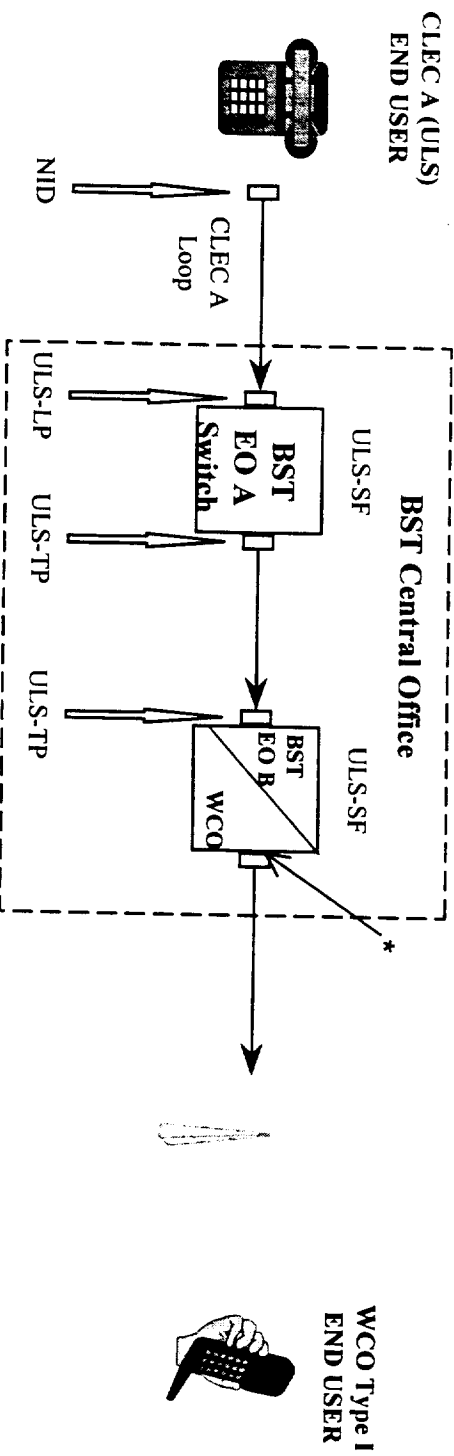 CLEC A (ULS)
END USER
NID
CLEC A
Loop
BST Central Office
ULS-SF
BST
EO A
Switch
ULS-LP
ULS-TP
ULS-SF
BST
EO B
WCO
ULS-TP
*
WCO Type I
END USER